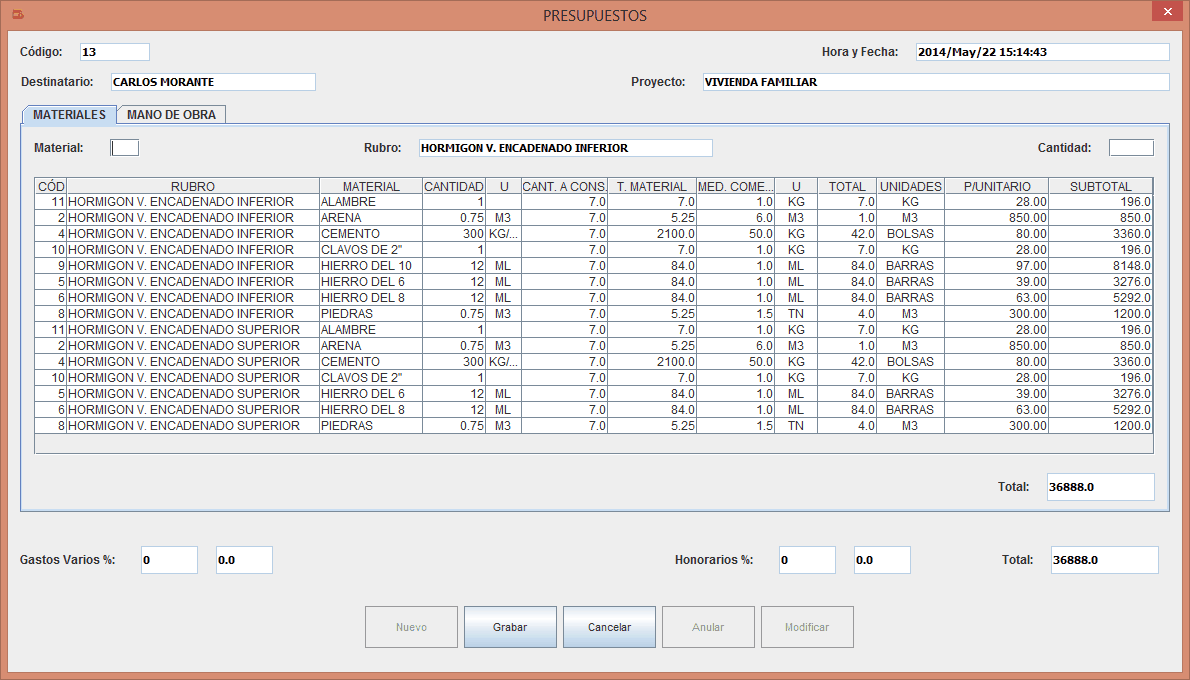 PRESUPUESTOS
Código: 13 Hora y Fecha: 2014/May/22 15:14:43
Destinatario: CARLOS MORANTE Proyecto: VIVIENDA FAMILIAR
MATERIALES MANO DE OBRA
Material: Rubro: HORMIGON V. ENCADENADO INFERIOR Cantidad:
CÓD RUBRO MATERIAL CANTIDAD U CANT. A CONS. T. MATERIAL MED. COME... U TOTAL UNIDADES P/UNITARIO SUBTOTAL
11 HORMIGON V. ENCADENADO INFERIOR ALAMBRE 1 7.0 7.0 1.0 KG 7.0 KG 28.00 196.0
2 HORMIGON V. ENCADENADO INFERIOR ARENA 0.75 M3 7.0 5.25 6.0 M3 1.0 M3 850.00 850.0
4 HORMIGON V. ENCADENADO INFERIOR CEMENTO 300 KG/... 7.0 2100.0 50.0 KG 42.0 BOLSAS 80.00 3360.0
10 HORMIGON V. ENCADENADO INFERIOR CLAVOS DE 2" 1 7.0 7.0 1.0 KG 7.0 KG 28.00 196.0
9 HORMIGON V. ENCADENADO INFERIOR HIERRO DEL 10 12 ML 7.0 84.0 1.0 ML 84.0 BARRAS 97.00 8148.0
5 HORMIGON V. ENCADENADO INFERIOR HIERRO DEL 6 12 ML 7.0 84.0 1.0 ML 84.0 BARRAS 39.00 3276.0
6 HORMIGON V. ENCADENADO INFERIOR HIERRO DEL 8 12 ML 7.0 84.0 1.0 ML 84.0 BARRAS 63.00 5292.0
8 HORMIGON V. ENCADENADO INFERIOR PIEDRAS 0.75 M3 7.0 5.25 1.5 TN 4.0 M3 300.00 1200.0
11 HORMIGON V. ENCADENADO SUPERIOR ALAMBRE 1 7.0 7.0 1.0 KG 7.0 KG 28.00 196.0
2 HORMIGON V. ENCADENADO SUPERIOR ARENA 0.75 M3 7.0 5.25 6.0 M3 1.0 M3 850.00 850.0
4 HORMIGON V. ENCADENADO SUPERIOR CEMENTO 300 KG/... 7.0 2100.0 50.0 KG 42.0 BOLSAS 80.00 3360.0
10 HORMIGON V. ENCADENADO SUPERIOR CLAVOS DE 2" 1 7.0 7.0 1.0 KG 7.0 KG 28.00 196.0
5 HORMIGON V. ENCADENADO SUPERIOR HIERRO DEL 6 12 ML 7.0 84.0 1.0 ML 84.0 BARRAS 39.00 3276.0
6 HORMIGON V. ENCADENADO SUPERIOR HIERRO DEL 8 12 ML 7.0 84.0 1.0 ML 84.0 BARRAS 63.00 5292.0
8 HORMIGON V. ENCADENADO SUPERIOR PIEDRAS 0.75 M3 7.0 5.25 1.5 TN 4.0 M3 300.00 1200.0
Total: 36888.0
Gastos Varios %: 0 0.0 Honorarios %: 0 0.0 Total: 36888.0
Nuevo Grabar Cancelar Anular Modificar